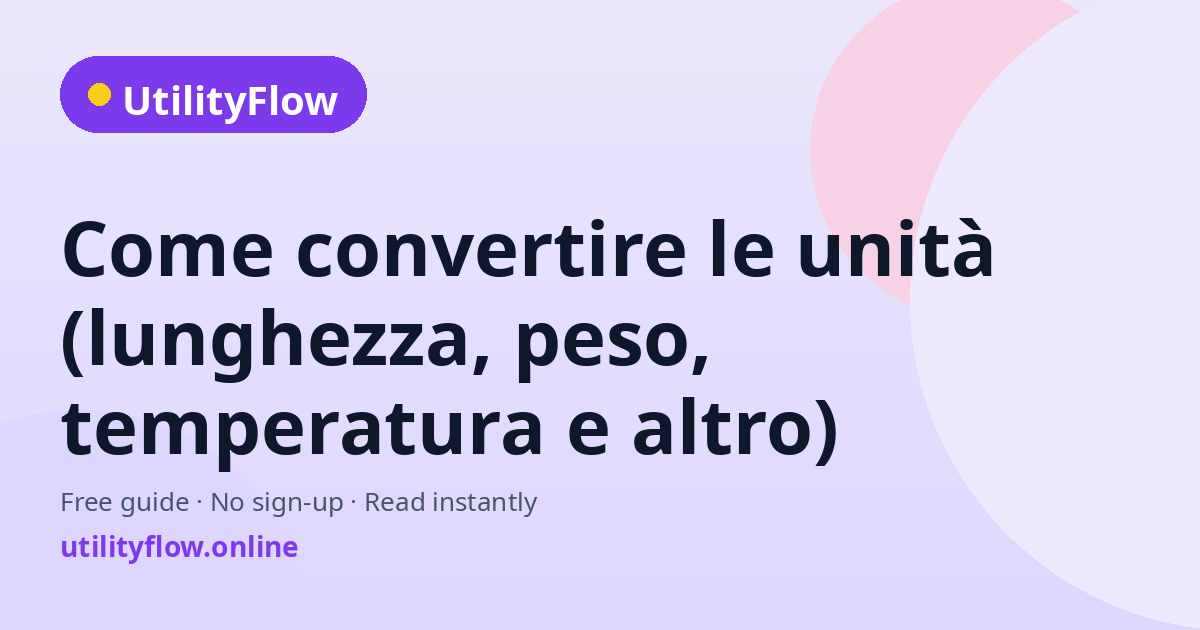 UtilityFlow
Come convertire le unità
(lunghezza, peso,
temperatura e altro)
Free guide · No sign-up · Read instantly
utilityflow.online